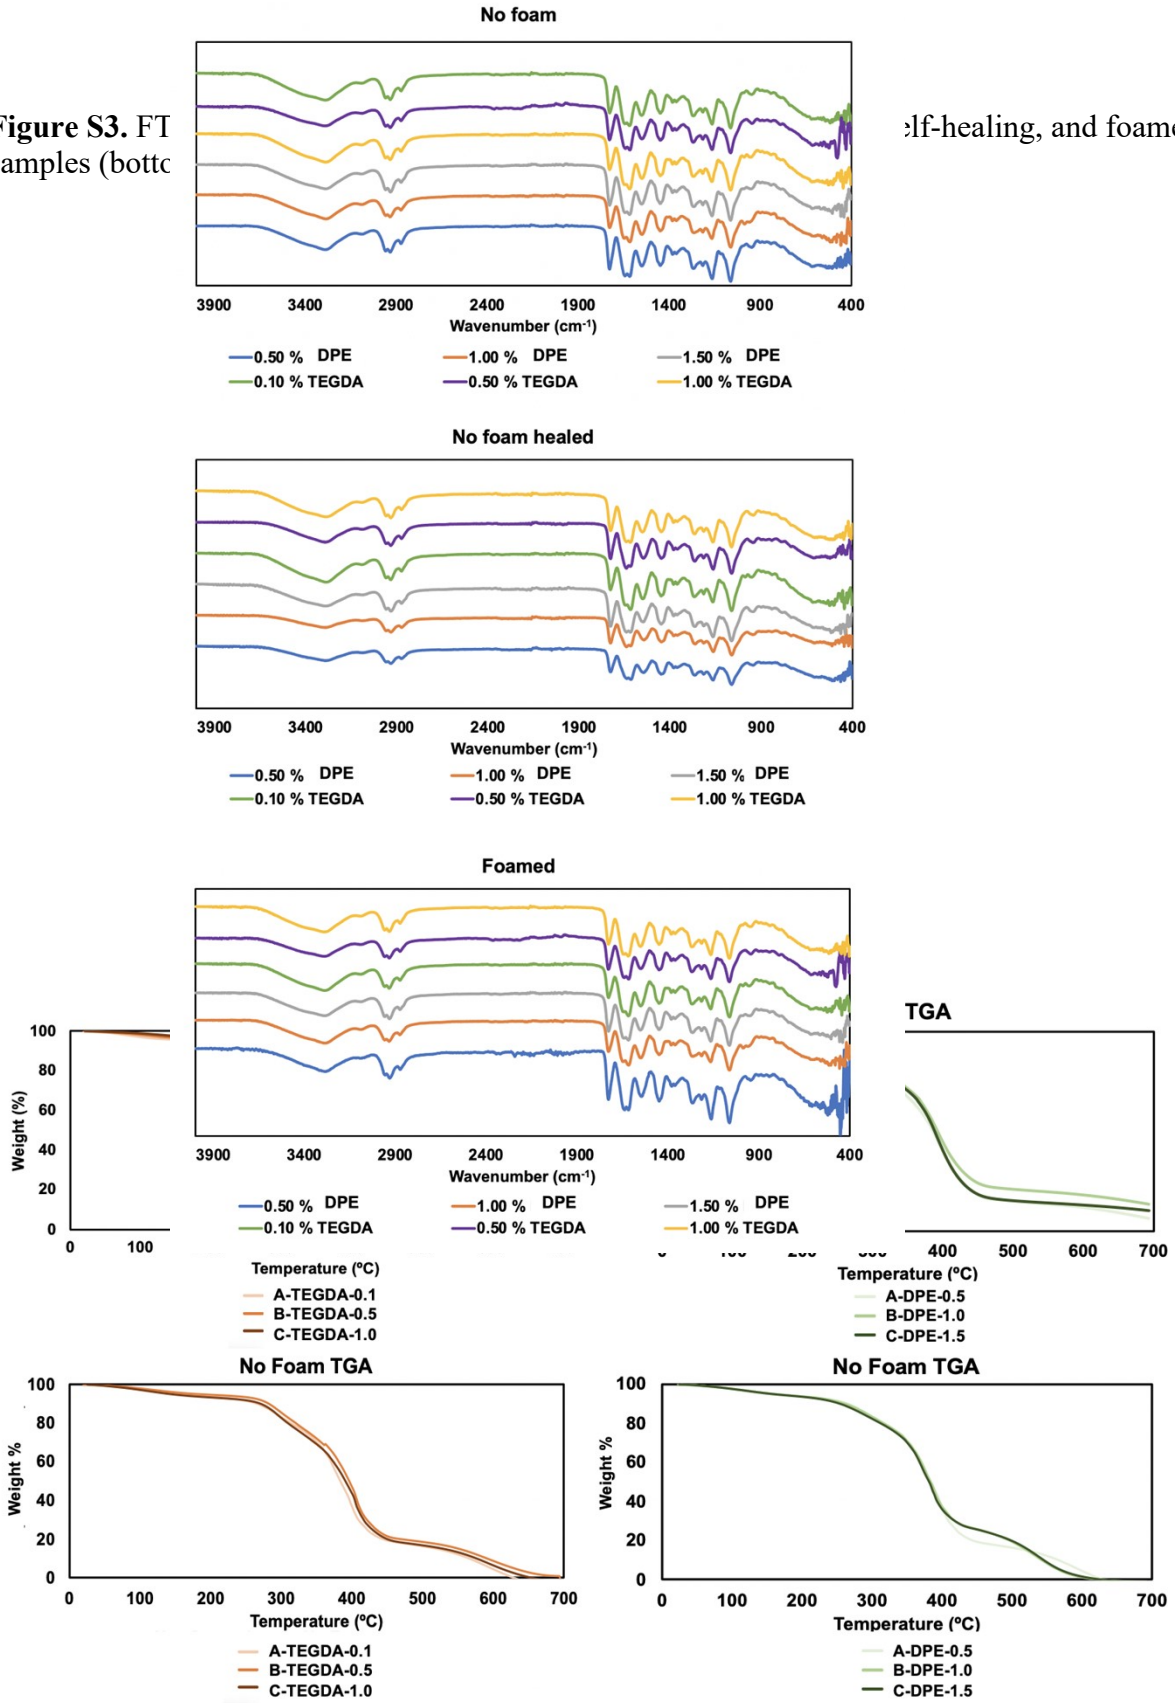 No foam
Figure S3. FT
elf-healing, and foame
amples (botto
3900 3400 2900 2400 1900 1400 900 400
Wavenumber (cm-1)
0.50 % DPE 1.00 % DPE 1.50 % DPE
0.10 % TEGDA 0.50 % TEGDA 1.00 % TEGDA
No foam healed
3900 3400 2900 2400 1900 1400 900 400
Wavenumber (cm-1)
0.50 % DPE 1.00 % DPE 1.50 % DPE
0.10 % TEGDA 0.50 % TEGDA 1.00 % TEGDA
Foamed
3900 3400 2900 2400 1900 1400 900 400
Wavenumber (cm-1)
0.50 % DPE 1.00 % DPE 1.50 % DPE
0.10 % TEGDA 0.50 % TEGDA 1.00 % TEGDA
TGA
100
80
60
40
20
0
Weight (%)
0 100
Temperature (ºC)
A-TEGDA-0.1
B-TEGDA-0.5
C-TEGDA-1.0
400 500 600 700
Temperature (ºC)
A-DPE-0.5
B-DPE-1.0
C-DPE-1.5
No Foam TGA
100
80
60
40
20
0
Weight %
0 100 200 300 400 500 600 700
Temperature (ºC)
A-TEGDA-0.1
B-TEGDA-0.5
C-TEGDA-1.0
No Foam TGA
100
80
60
40
20
0
Weight %
0 100 200 300 400 500 600 700
Temperature (ºC)
A-DPE-0.5
B-DPE-1.0
C-DPE-1.5